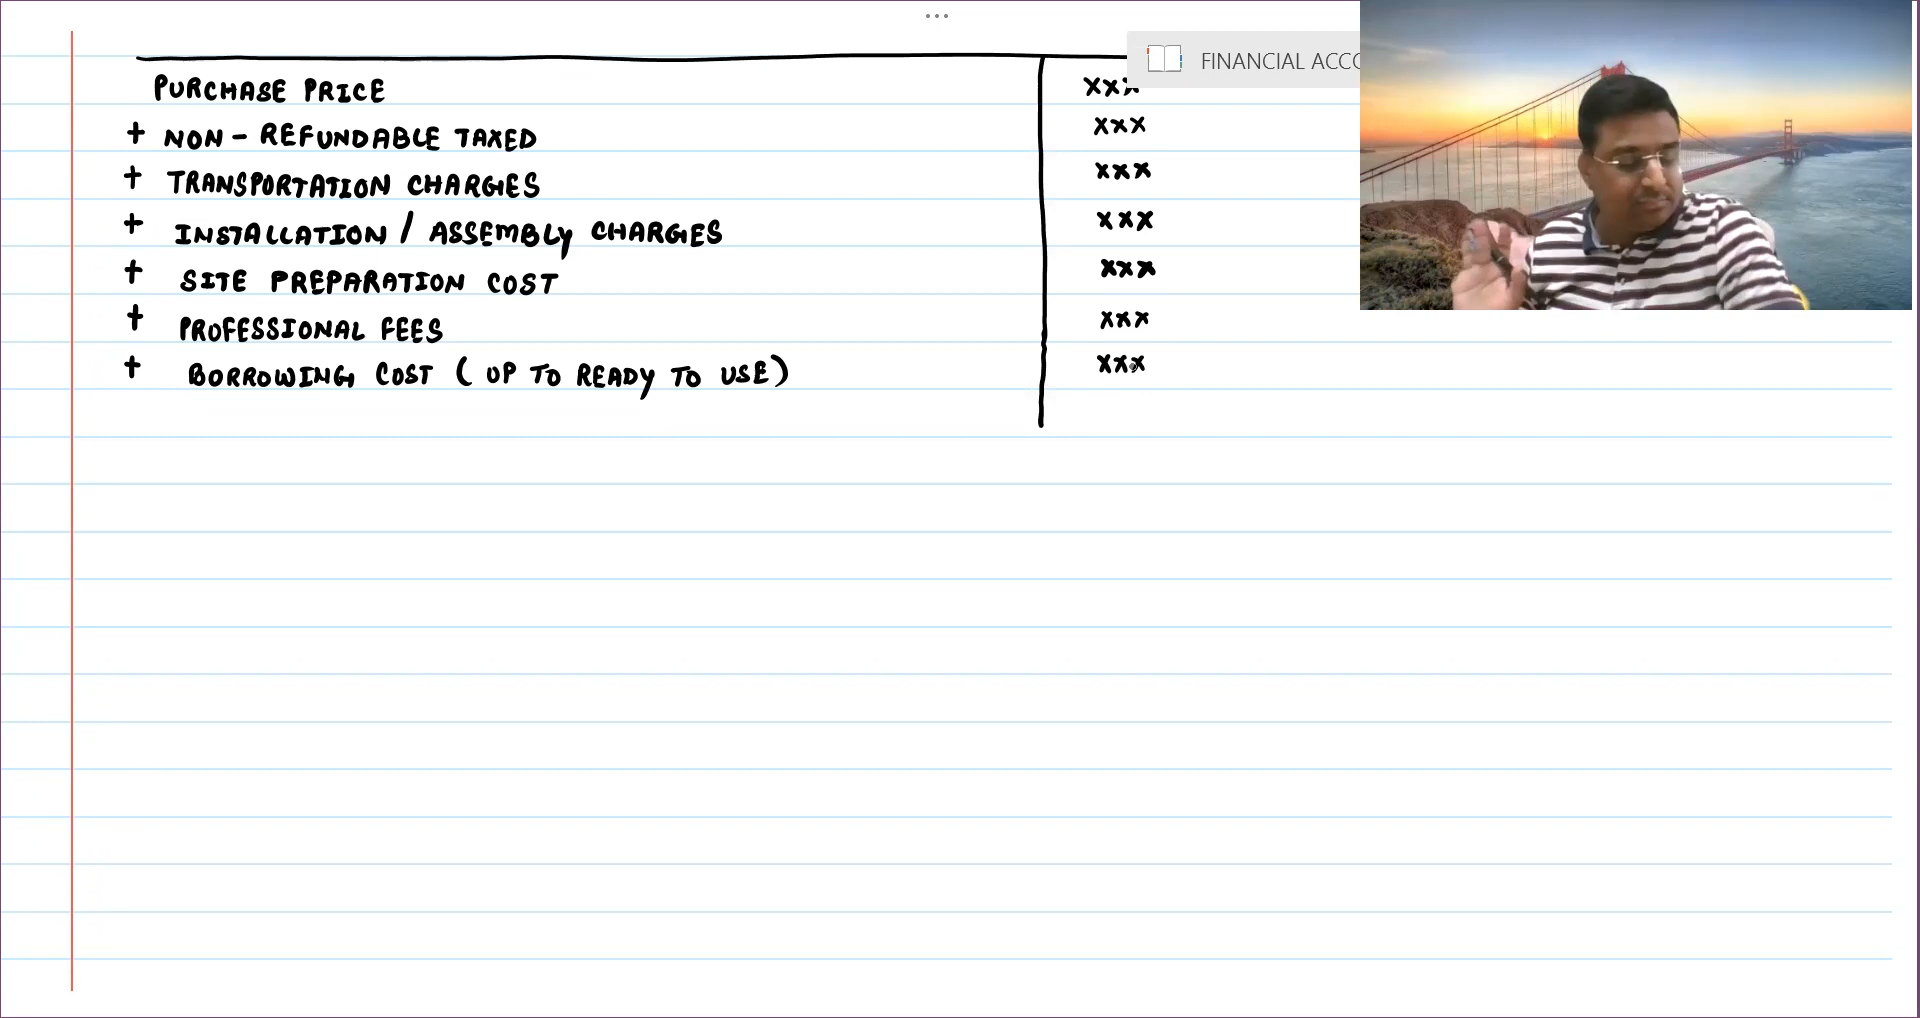 FINANCIAL ACCO
PURCHASE PRICE xxx
+ NON-REFUNDABLE TAXED xxx
+ TRANSPORTATION CHARGES xxx
+ INSTALLATION / ASSEMBLY CHARGES xxx
+ SITE PREPARATION COST xxx
+ PROFESSIONAL FEES xxx
+ BORROWING COST (UP TO READY TO USE) xxx